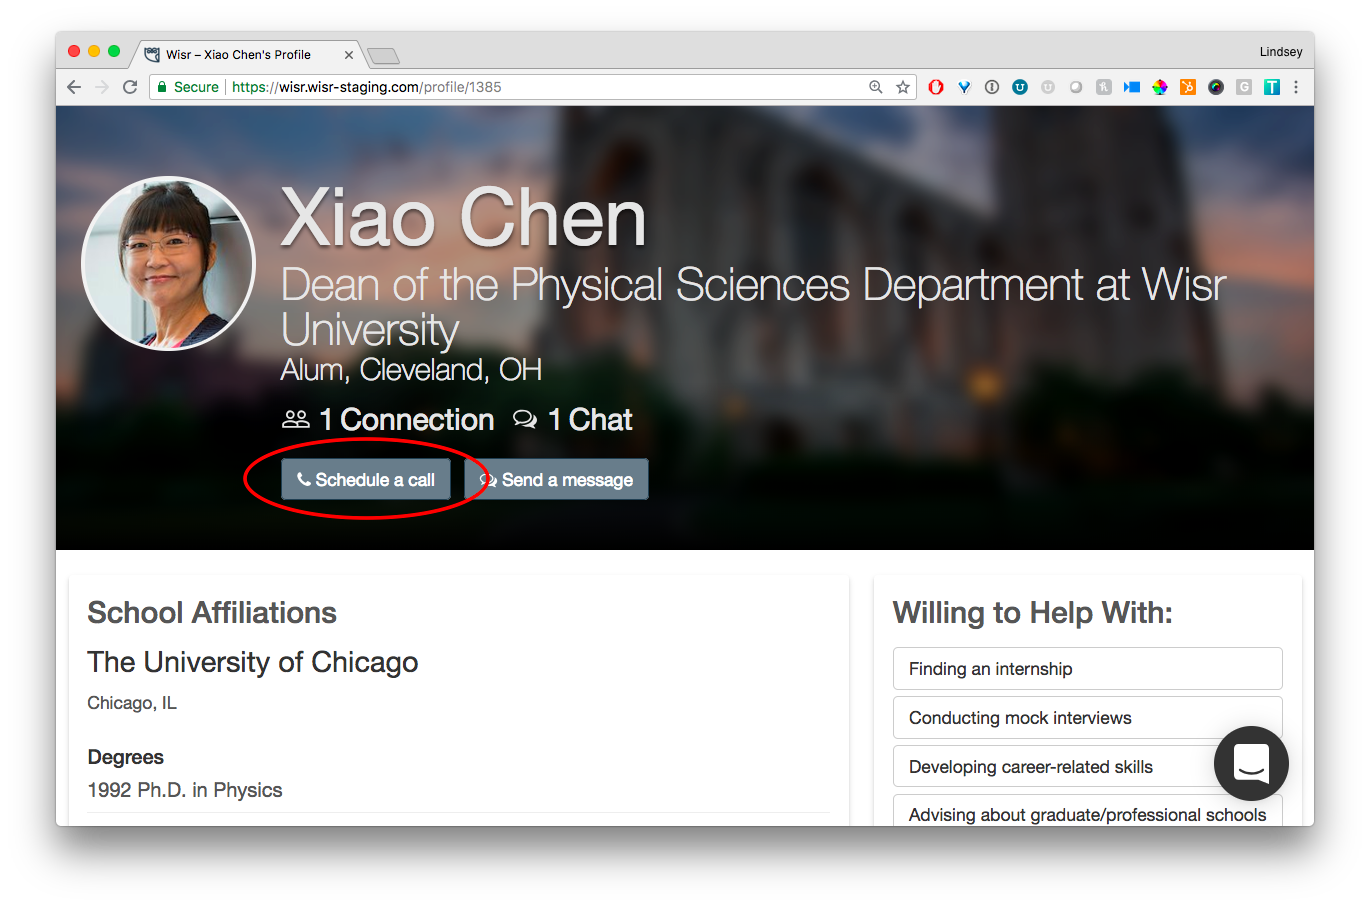 Wisr – Xiao Chen's Profile
Lindsey
Secure https://wisr.wisr-staging.com/profile/1385
Xiao Chen
Dean of the Physical Sciences Department at Wisr
University
Alum, Cleveland, OH
1 Connection 1 Chat
Schedule a call Send a message
School Affiliations
The University of Chicago
Chicago, IL
Degrees
1992 Ph.D. in Physics
Willing to Help With:
Finding an internship
Conducting mock interviews
Developing career-related skills
Advising about graduate/professional schools